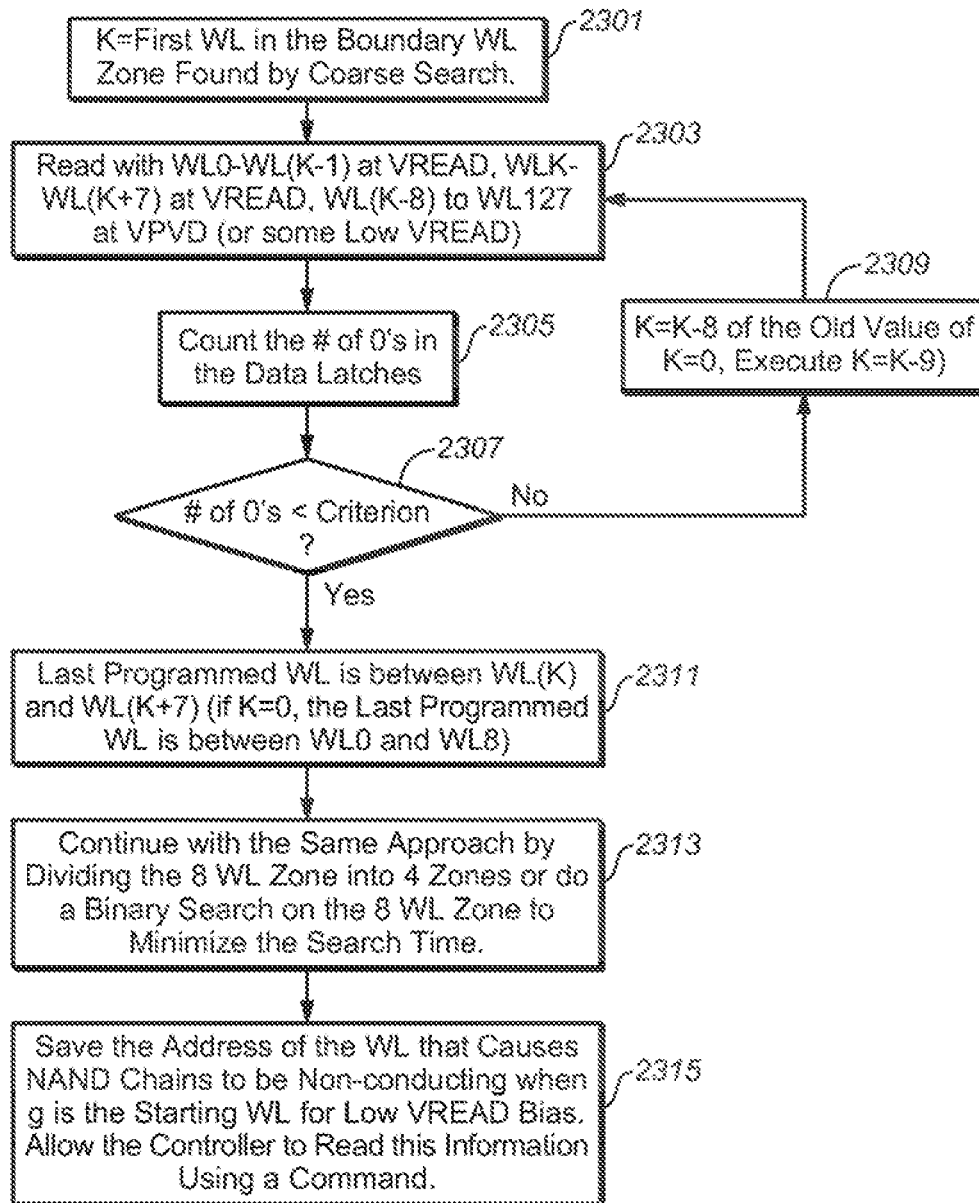 2301
K=First WL in the Boundary WL
Zone Found by Coarse Search.
2303
Read with WL0-WL(K-1) at VREAD, WLK-
WL(K+7) at VREAD, WL(K-8) to WL127
at VPVD (or some Low VREAD)
2309
K=K-8 of the Old Value of
K=0, Execute K=K-9)
2305
Count the # of 0's in
the Data Latches
2307
# of 0's < Criterion
?
No
Yes
Last Programmed WL is between WL(K)
and WL(K+7) (if K=0, the Last Programmed
WL is between WL0 and WL8)
2311
Continue with the Same Approach by
Dividing the 8 WL Zone into 4 Zones or do
a Binary Search on the 8 WL Zone to
Minimize the Search Time.
2313
Save the Address of the WL that Causes
NAND Chains to be Non-conducting when
g is the Starting WL for Low VREAD Bias.
Allow the Controller to Read this Information
Using a Command.
2315